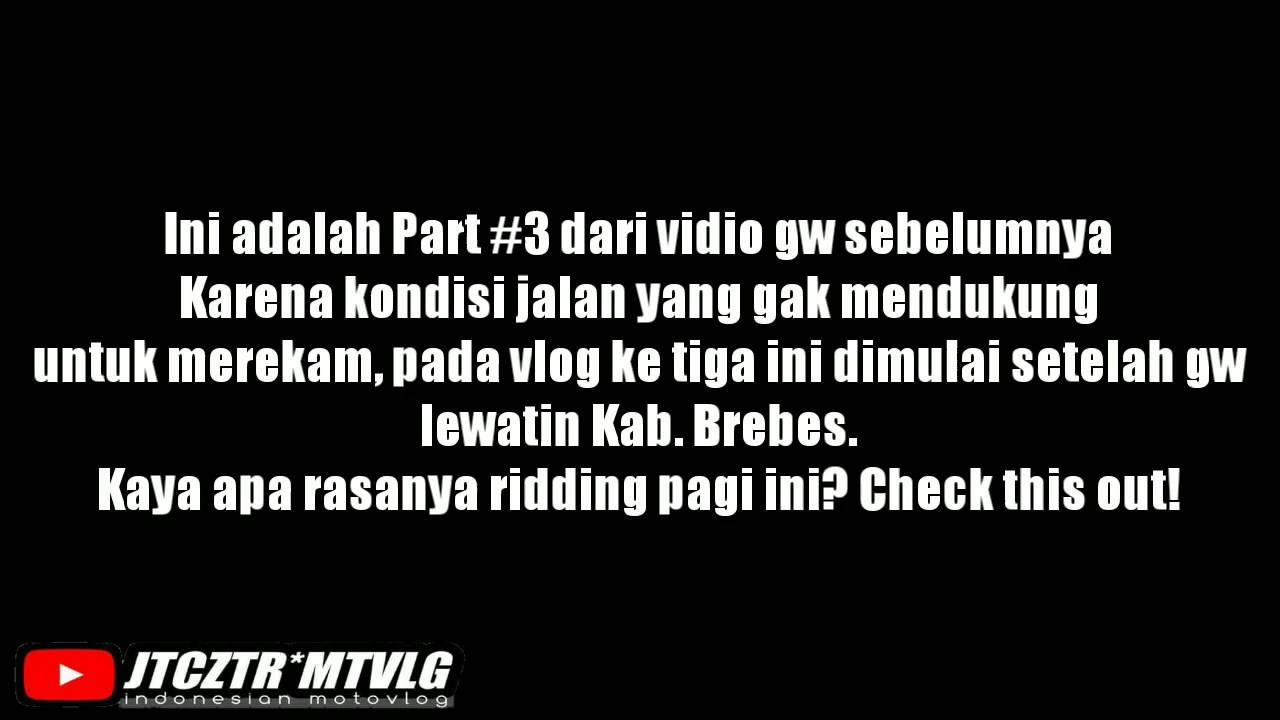 Ini adalah Part #3 dari vidio gw sebelumnya
Karena kondisi jalan yang gak mendukung
untuk merekam, pada vlog ke tiga ini dimulai setelah gw
lewatin Kab. Brebes.
Kaya apa rasanya ridding pagi ini? Check this out!
JTCZTR*MTVLG
indonesian motovlog